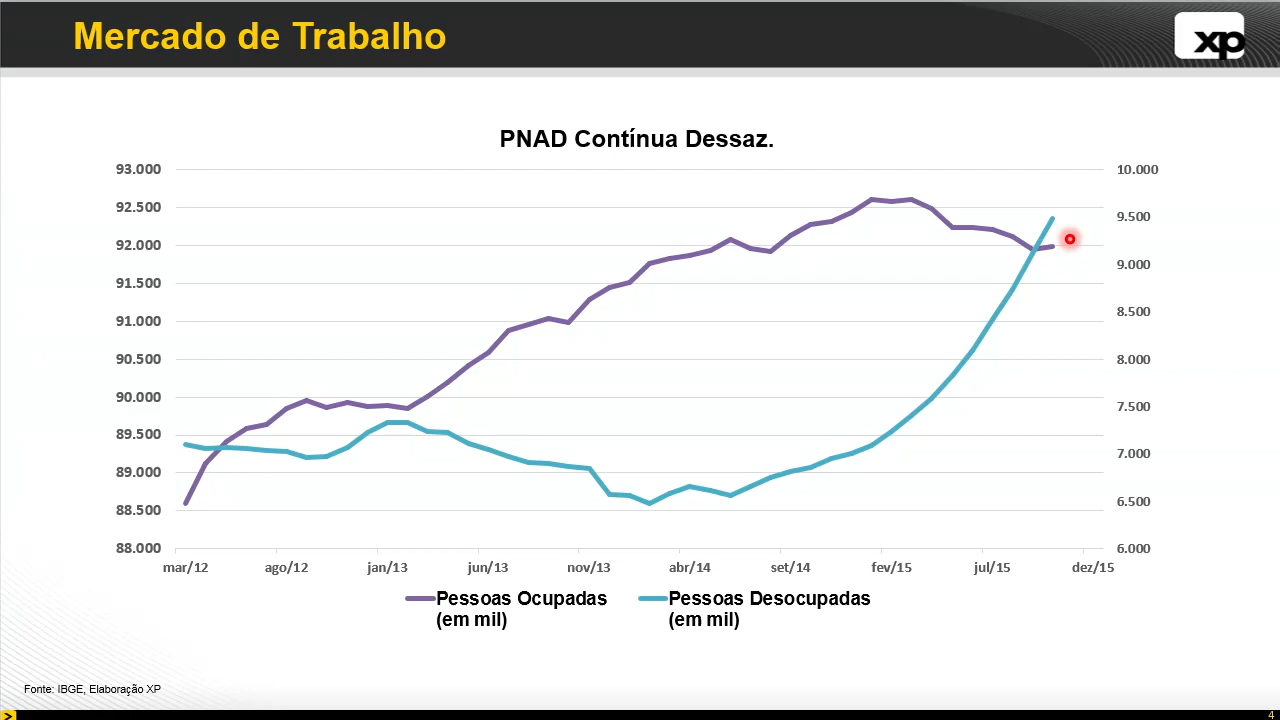 Mercado de Trabalho
xp
PNAD Contínua Dessaz.
93.000
92.500
92.000
91.500
91.000
90.500
90.000
89.500
89.000
88.500
88.000
10.000
9.500
9.000
8.500
8.000
7.500
7.000
6.500
6.000
mar/12 ago/12 jan/13 jun/13 nov/13 abr/14 set/14 fev/15 jul/15 dez/15
Pessoas Ocupadas
(em mil)
Pessoas Desocupadas
(em mil)
Fonte: IBGE, Elaboração XP
4